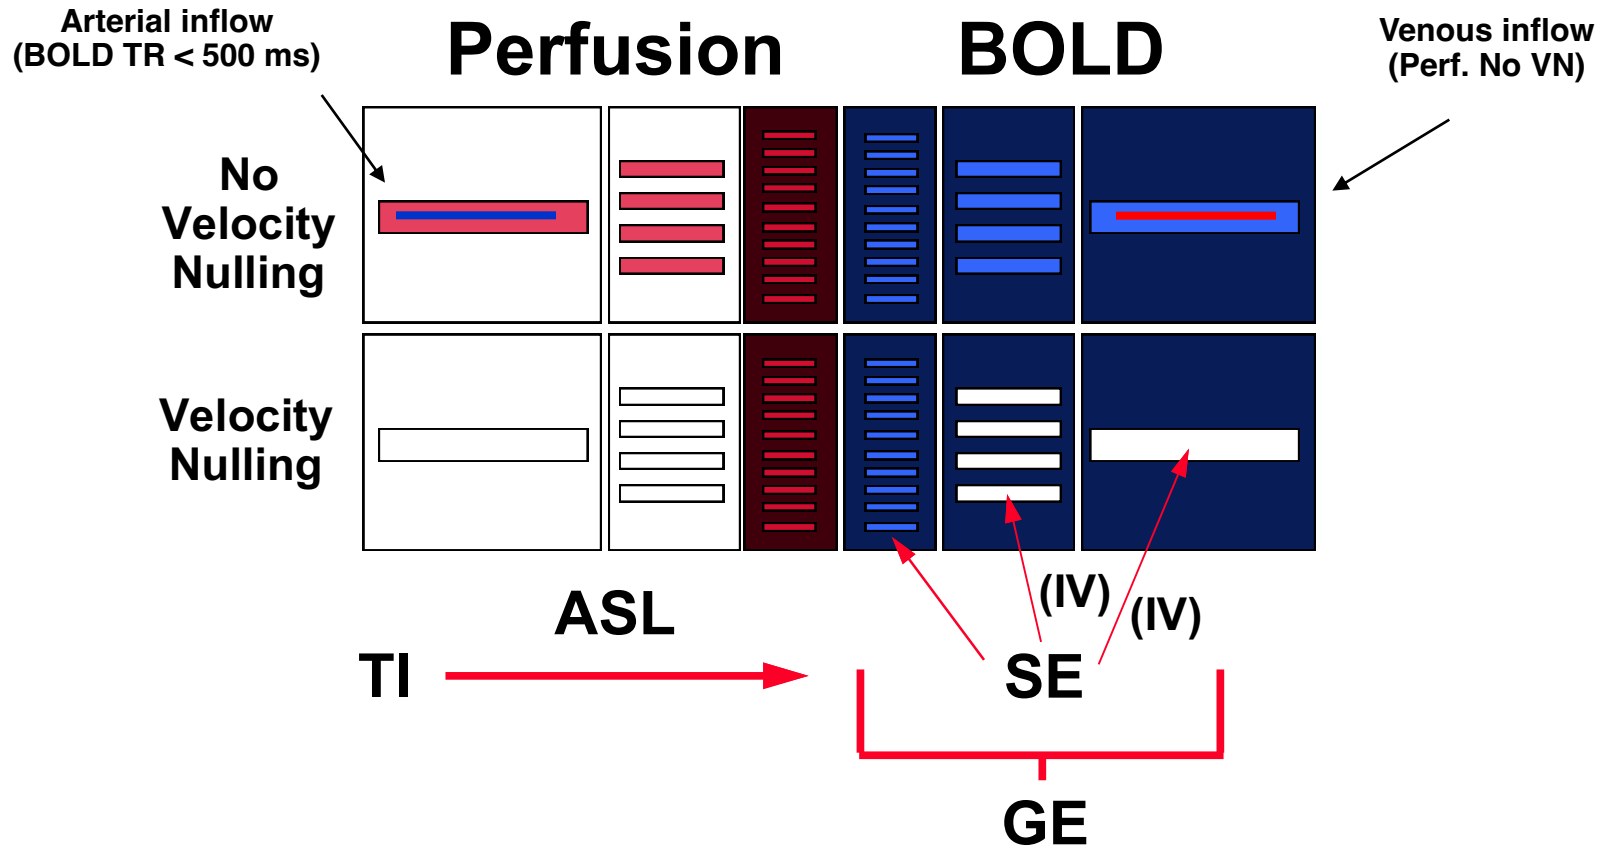 Arterial inflow
(BOLD TR < 500 ms)
Perfusion
BOLD
Venous inflow
(Perf. No VN)
No
Velocity
Nulling
Velocity
Nulling
ASL
TI
(IV)
(IV)
SE
GE